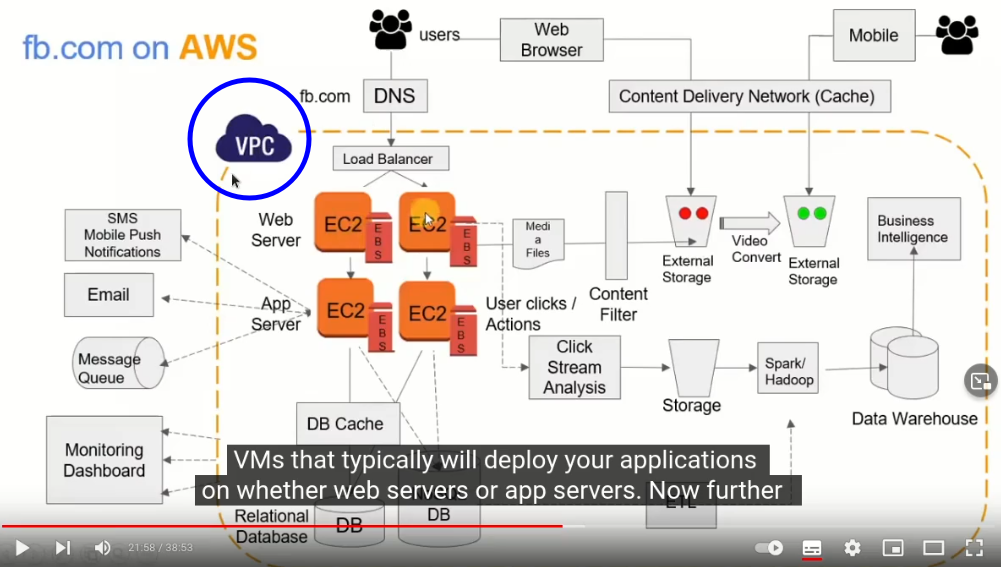 fb.com on AWS
users
Web
Browser
Mobile
fb.com
DNS
Content Delivery Network (Cache)
VPC
Load Balancer
Web
Server
EC2
EBS
EC2
EBS
SMS
Mobile Push
Notifications
Medi
a
Files
Content
Filter
External
Storage
Video
Convert
External
Storage
Business
Intelligence
Email
App
Server
EC2
EBS
EC2
EBS
User clicks /
Actions
Message
Queue
Click
Stream
Analysis
Storage
Spark/
Hadoop
Data Warehouse
DB Cache
Monitoring
Dashboard
VMs that typically will deploy your applications
on whether web servers or app servers. Now further
ETL
Relational
Database
DB
DB
21:58 / 38:53